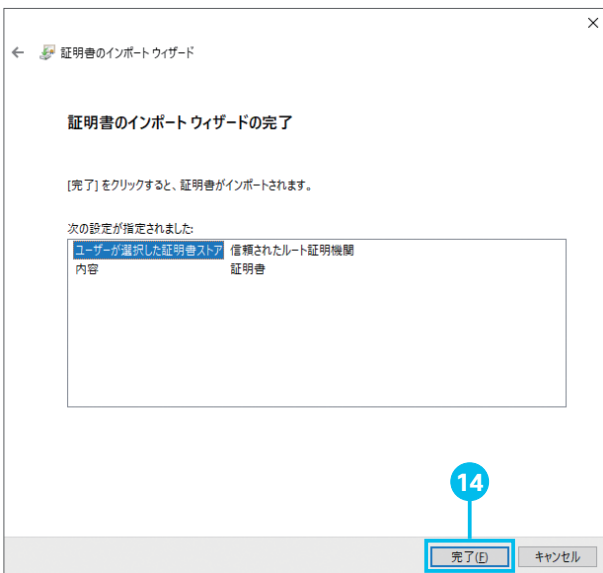 証明書のインポート ウィザード
証明書のインポート ウィザードの完了
[完了] をクリックすると、証明書がインポートされます。
次の設定が指定されました:
ユーザーが選択した証明書ストア 信頼されたルート証明機関
内容 証明書
14
完了(F) キャンセル